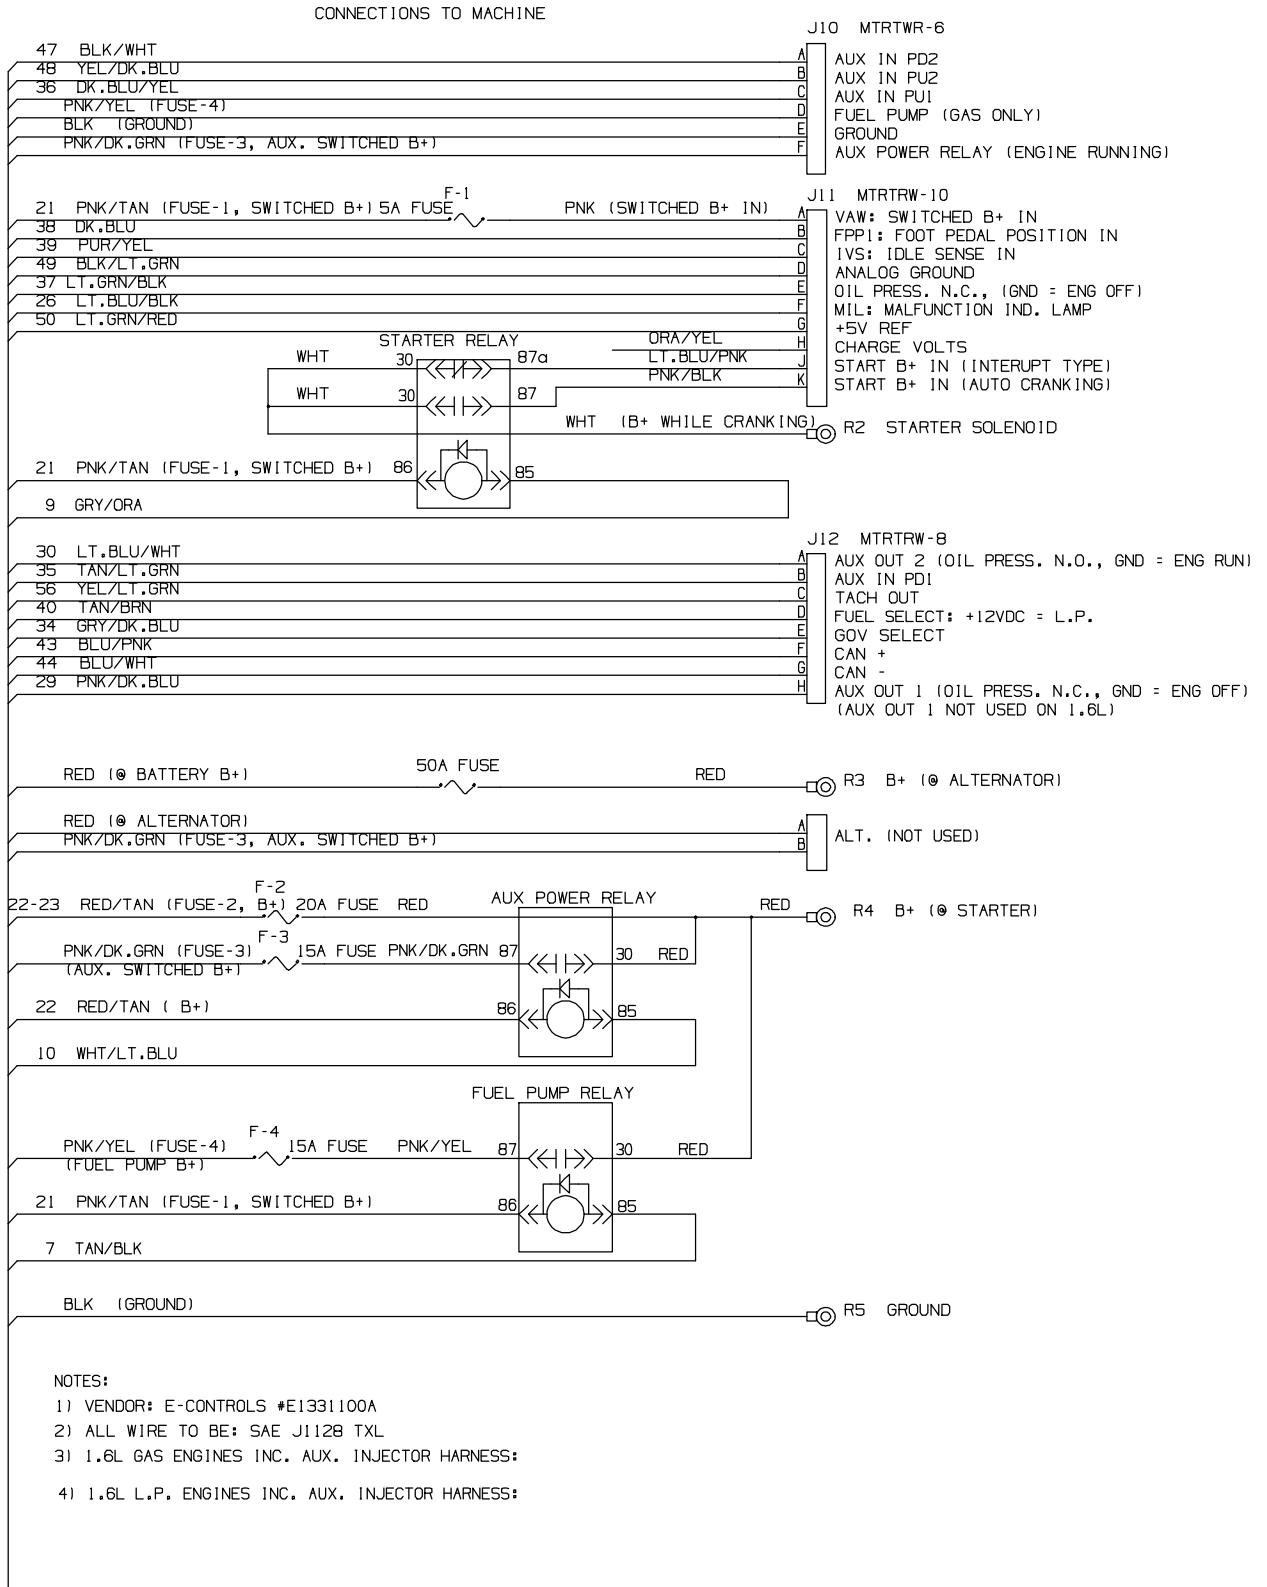 CONNECTIONS TO MACHINE
J10 MTRTWR-6
47 BLK/WHT A AUX IN PD2
48 YEL/DK.BLU B AUX IN PU2
36 DK.BLU/YEL C AUX IN PU1
PNK/YEL (FUSE-4) D FUEL PUMP (GAS ONLY)
BLK (GROUND) E GROUND
PNK/DK.GRN (FUSE-3, AUX. SWITCHED B+) F AUX POWER RELAY (ENGINE RUNNING)
F-1 J11 MTRTRW-10
21 PNK/TAN (FUSE-1, SWITCHED B+) 5A FUSE PNK (SWITCHED B+ IN) A VAW: SWITCHED B+ IN
38 DK.BLU B FPP1: FOOT PEDAL POSITION IN
39 PUR/YEL C IVS: IDLE SENSE IN
49 BLK/LT.GRN D ANALOG GROUND
37 LT.GRN/BLK E OIL PRESS. N.C., (GND = ENG OFF)
26 LT.BLU/BLK F MIL: MALFUNCTION IND. LAMP
50 LT.GRN/RED G +5V REF
STARTER RELAY ORA/YEL H CHARGE VOLTS
WHT 30 87a LT.BLU/PNK J START B+ IN (INTERUPT TYPE)
PNK/BLK K START B+ IN (AUTO CRANKING)
WHT 30 87
WHT (B+ WHILE CRANKING) R2 STARTER SOLENOID
21 PNK/TAN (FUSE-1, SWITCHED B+) 86 85
9 GRY/ORA
J12 MTRTRW-8
30 LT.BLU/WHT A AUX OUT 2 (OIL PRESS. N.O., GND = ENG RUN)
35 TAN/LT.GRN B AUX IN PD1
56 YEL/LT.GRN C TACH OUT
40 TAN/BRN D FUEL SELECT: +12VDC = L.P.
34 GRY/DK.BLU E GOV SELECT
43 BLU/PNK F CAN +
44 BLU/WHT G CAN -
29 PNK/DK.BLU H AUX OUT 1 (OIL PRESS. N.C., GND = ENG OFF)
(AUX OUT 1 NOT USED ON 1.6L)
50A FUSE
RED (@ BATTERY B+) RED R3 B+ (@ ALTERNATOR)
RED (@ ALTERNATOR) A
PNK/DK.GRN (FUSE-3, AUX. SWITCHED B+) B ALT. (NOT USED)
F-2 AUX POWER RELAY
22-23 RED/TAN (FUSE-2, B+) 20A FUSE RED RED R4 B+ (@ STARTER)
F-3
PNK/DK.GRN (FUSE-3) 15A FUSE PNK/DK.GRN 87 30 RED
(AUX. SWITCHED B+)
22 RED/TAN ( B+) 86 85
10 WHT/LT.BLU
FUEL PUMP RELAY
F-4
PNK/YEL (FUSE-4) 15A FUSE PNK/YEL 87 30 RED
(FUEL PUMP B+)
21 PNK/TAN (FUSE-1, SWITCHED B+) 86 85
7 TAN/BLK
BLK (GROUND) R5 GROUND
NOTES:
1) VENDOR: E-CONTROLS #E1331100A
2) ALL WIRE TO BE: SAE J1128 TXL
3) 1.6L GAS ENGINES INC. AUX. INJECTOR HARNESS:
4) 1.6L L.P. ENGINES INC. AUX. INJECTOR HARNESS: